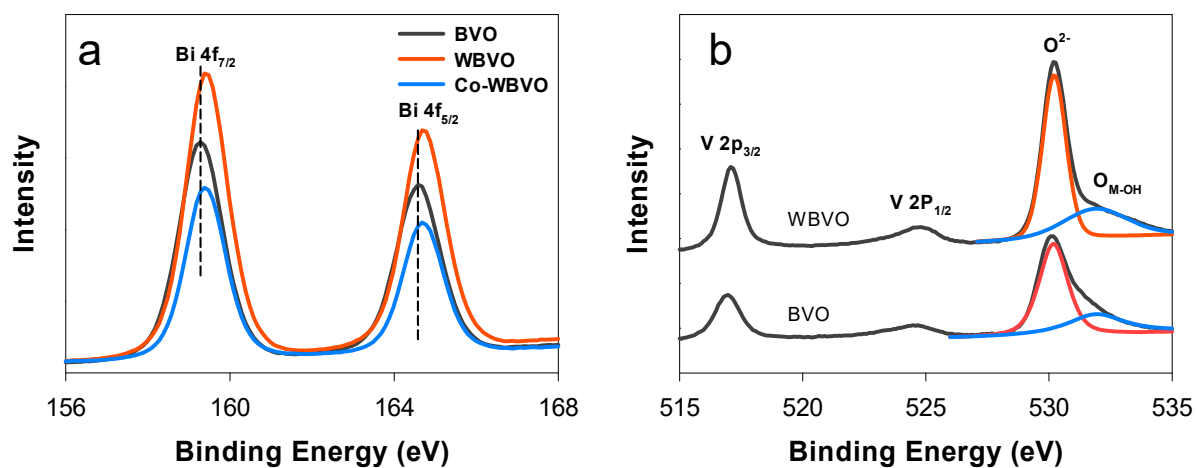 a
Bi 4f7/2
BVO
WBVO
Co-WBVO
Bi 4f5/2
Intensity
156 160 164 168
Binding Energy (eV)
b
O2-
V 2p3/2
OM-OH
V 2P1/2
WBVO
BVO
Intensity
515 520 525 530 535
Binding Energy (eV)